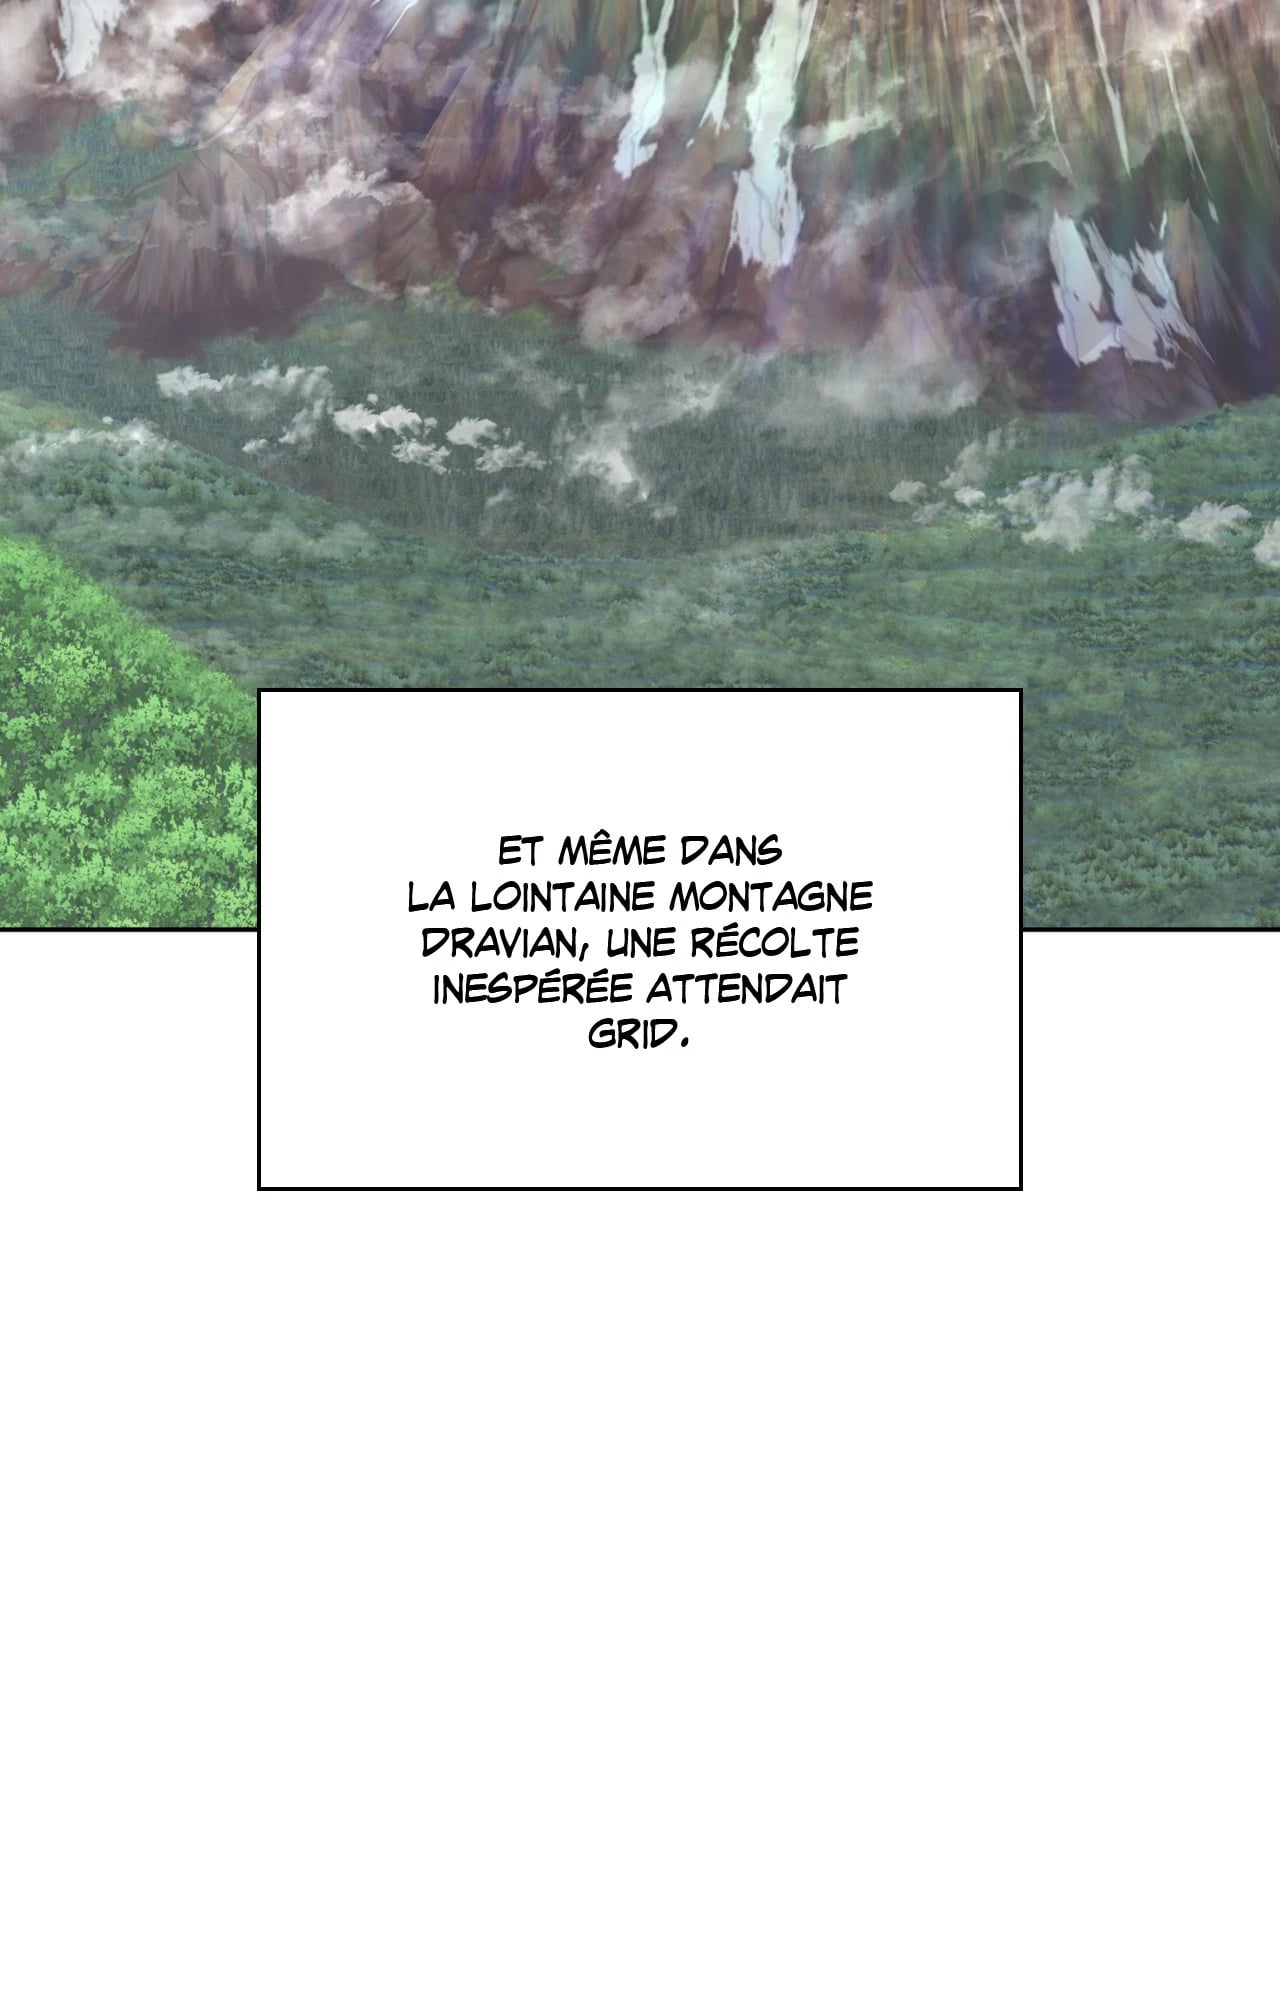 ET MÊME DANS
LA LOINTAINE MONTAGNE
DRAVIAN, UNE RÉCOLTE
INESPÉRÉE ATTENDAIT
GRID.